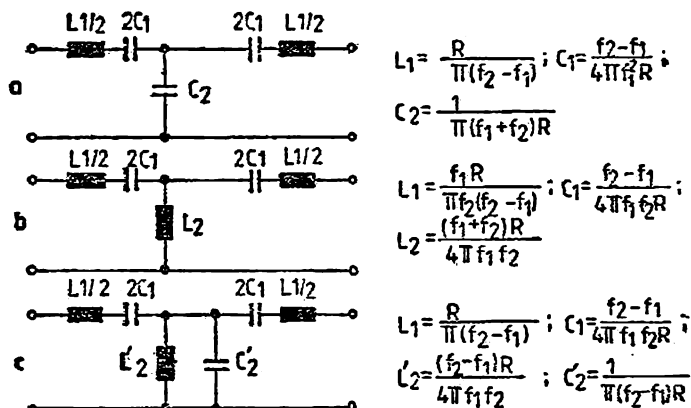 L1/2 2C1 2C1 L1/2
a
C2
L1 = R / π(f2 − f1) ; C1 = f2−f1 / 4πf1²R ;
C2 = 1 / π(f1+f2)R
L1/2 2C1 2C1 L1/2
b
L2
L1 = f1R / πf2(f2−f1) ; C1 = f2−f1 / 4πf1f2R ;
L2 = (f1+f2)R / 4πf1f2
L1/2 2C1 2C1 L1/2
c
L'2 C'2
L1 = R / π(f2−f1) ; C1 = f2−f1 / 4πf1f2R ;
L'2 = (f2−f1)R / 4πf1f2 ; C'2 = 1 / π(f2−f1)R